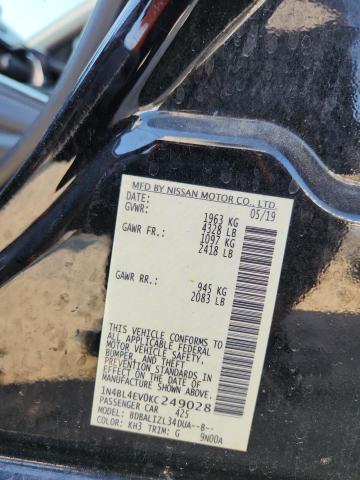 MFD BY NISSAN MOTOR CO., LTD.
DATE: 05/19
GVWR: 1963 KG
4328 LB
GAWR FR.: 1097 KG
2418 LB
GAWR RR.: 945 KG
2083 LB
THIS VEHICLE CONFORMS TO
ALL APPLICABLE FEDERAL
MOTOR VEHICLE SAFETY,
BUMPER, AND THEFT
PREVENTION STANDARDS IN
EFFECT ON THE DATE OF
MANUFACTURE SHOWN ABOVE.
1N4BL4EV0KC249028
PASSENGER CAR 425
MODEL: BDBALIZL34DUA--B--
COLOR: KH3 TRIM: G 9N00A